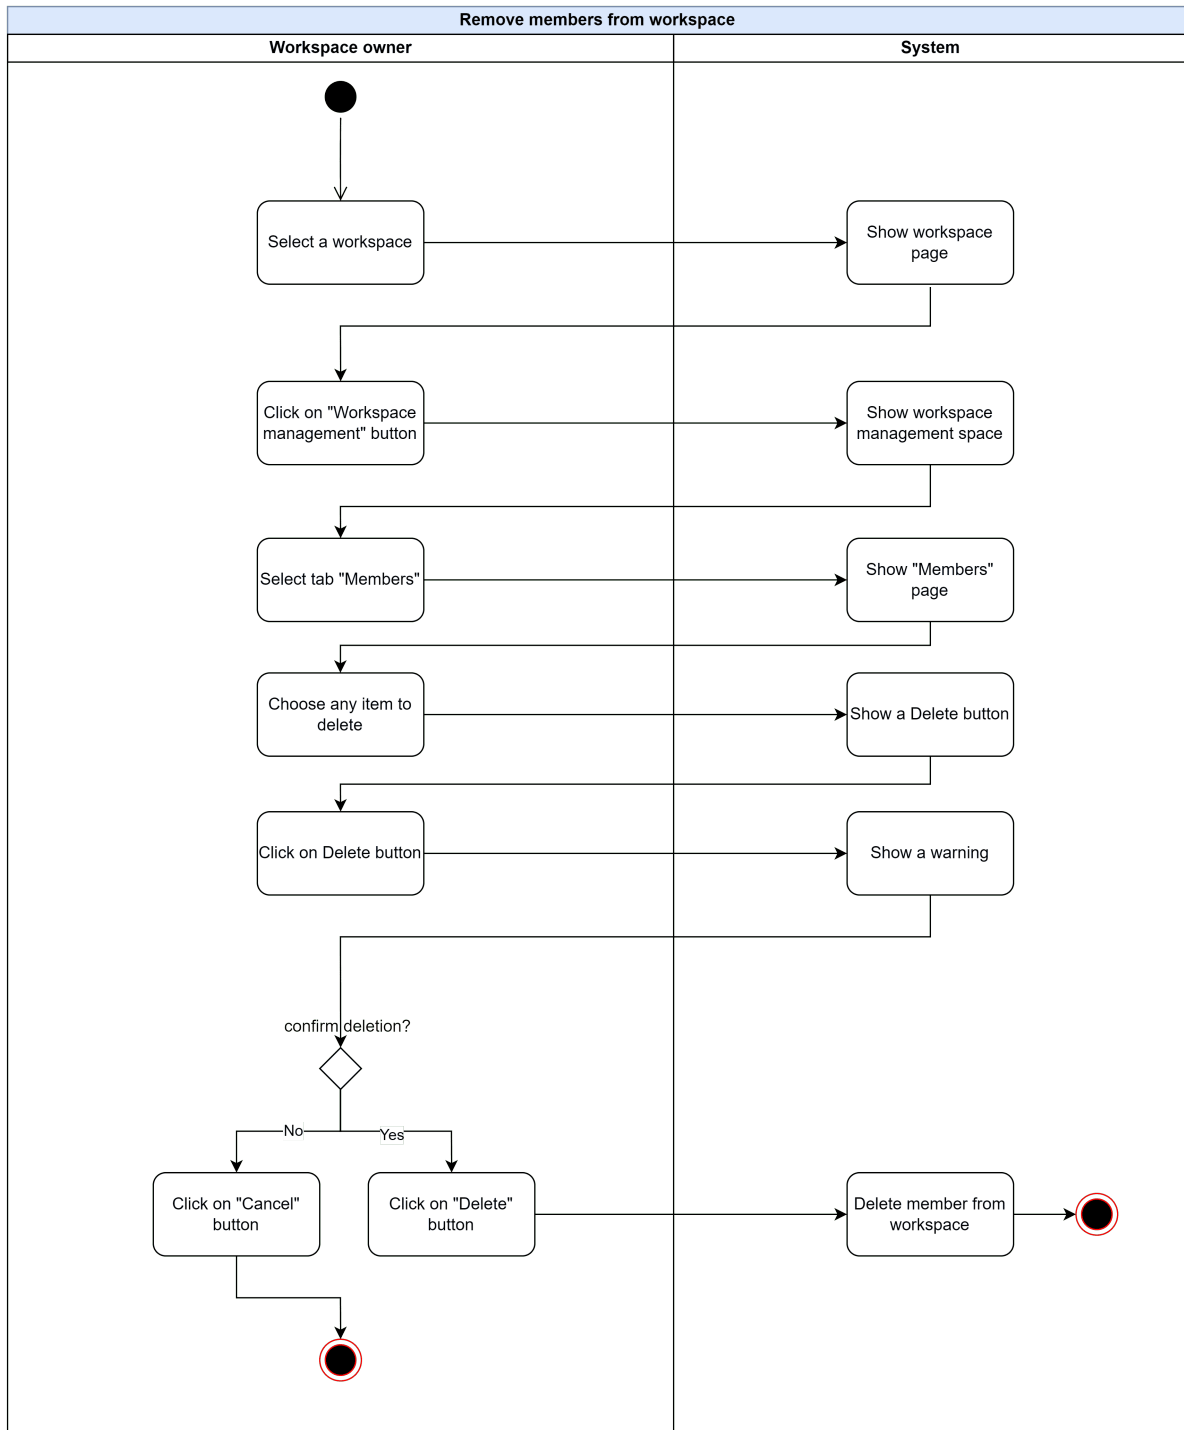 Remove members from workspace
Workspace owner
System
Select a workspace
Show workspace
page
Click on "Workspace
management" button
Show workspace
management space
Select tab "Members"
Show "Members"
page
Choose any item to
delete
Show a Delete button
Click on Delete button
Show a warning
confirm deletion?
No
Yes
Click on "Cancel"
button
Click on "Delete"
button
Delete member from
workspace